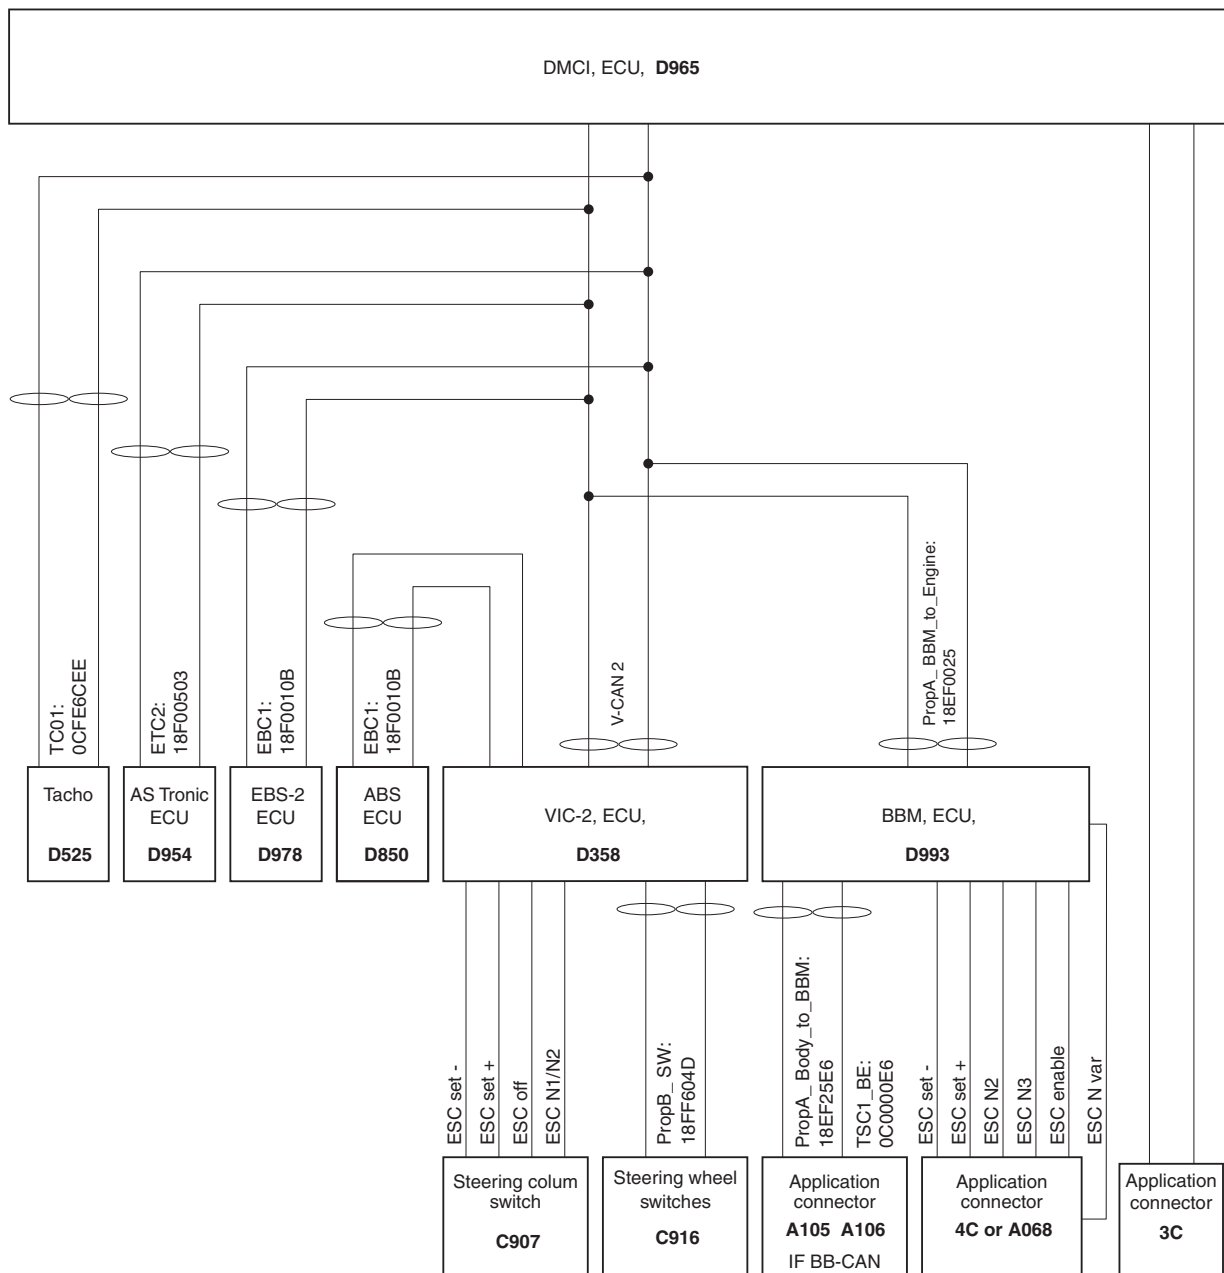 DMCI, ECU, D965
TC01:
0CFE6CEE
ETC2:
18F00503
EBC1:
18F0010B
EBC1:
18F0010B
V-CAN 2
PropA_ BBM_to_Engine:
18EF0025
Tacho
D525
AS Tronic
ECU
D954
EBS-2
ECU
D978
ABS
ECU
D850
VIC-2, ECU,
D358
BBM, ECU,
D993
ESC set -
ESC set +
ESC off
ESC N1/N2
PropB_ SW:
18FF604D
PropA_ Body_to_BBM:
18EF25E6
TSC1_BE:
0C0000E6
ESC set -
ESC set +
ESC N2
ESC N3
ESC enable
ESC N var
Steering colum
switch
C907
Steering wheel
switches
C916
Application
connector
A105 A106
IF BB-CAN
Application
connector
4C or A068
Application
connector
3C